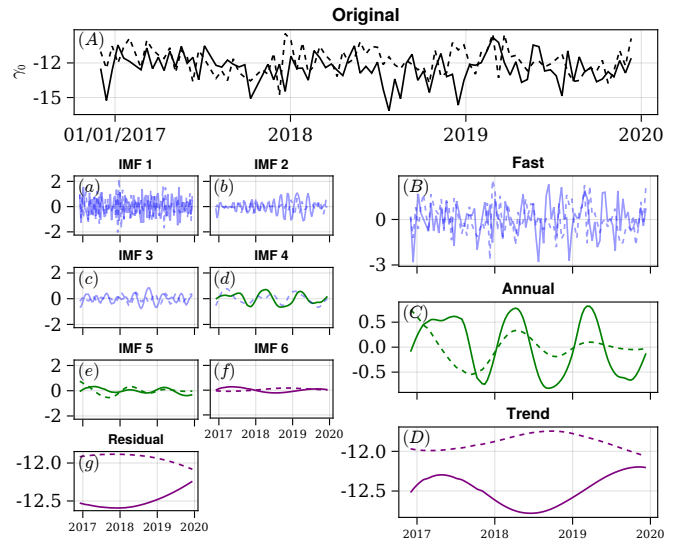 Original
(A)
-12
-15
γ₀
01/01/2017 2018 2019 2020
IMF 1 IMF 2 Fast
2
0
-2
(a) (b) (B)
0
-3
IMF 3 IMF 4 Annual
2
0
(c) (d) (C)
0.5
0.0
-0.5
IMF 5 IMF 6
2
0
-2
(e) (f)
2017 2018 2019 2020
Residual Trend
(g) (D)
-12.0
-12.5
-12.0
-12.5
2017 2018 2019 2020
2017 2018 2019 2020